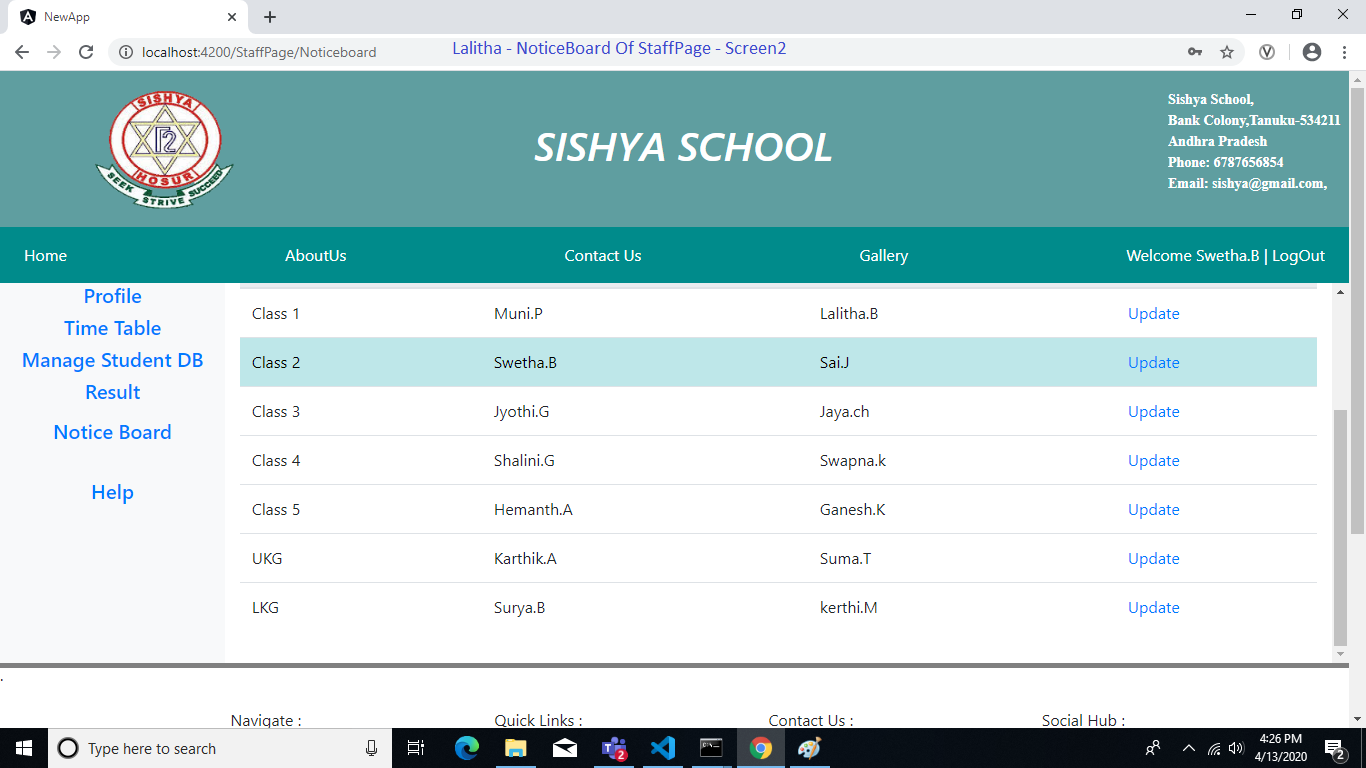 NewApp
localhost:4200/StaffPage/Noticeboard
Lalitha - NoticeBoard Of StaffPage - Screen2
SISHYA
HOSUR
SEEK STRIVE SUCCEED
SISHYA SCHOOL
Sishya School,
Bank Colony,Tanuku-534211
Andhra Pradesh
Phone: 6787656854
Email: sishya@gmail.com,
Home AboutUs Contact Us Gallery Welcome Swetha.B | LogOut
Profile
Time Table
Manage Student DB
Result
Notice Board
Help
Class 1 Muni.P Lalitha.B Update
Class 2 Swetha.B Sai.J Update
Class 3 Jyothi.G Jaya.ch Update
Class 4 Shalini.G Swapna.k Update
Class 5 Hemanth.A Ganesh.K Update
UKG Karthik.A Suma.T Update
LKG Surya.B kerthi.M Update
.
Navigate : Quick Links : Contact Us : Social Hub :
Type here to search
2
4:26 PM
4/13/2020
2